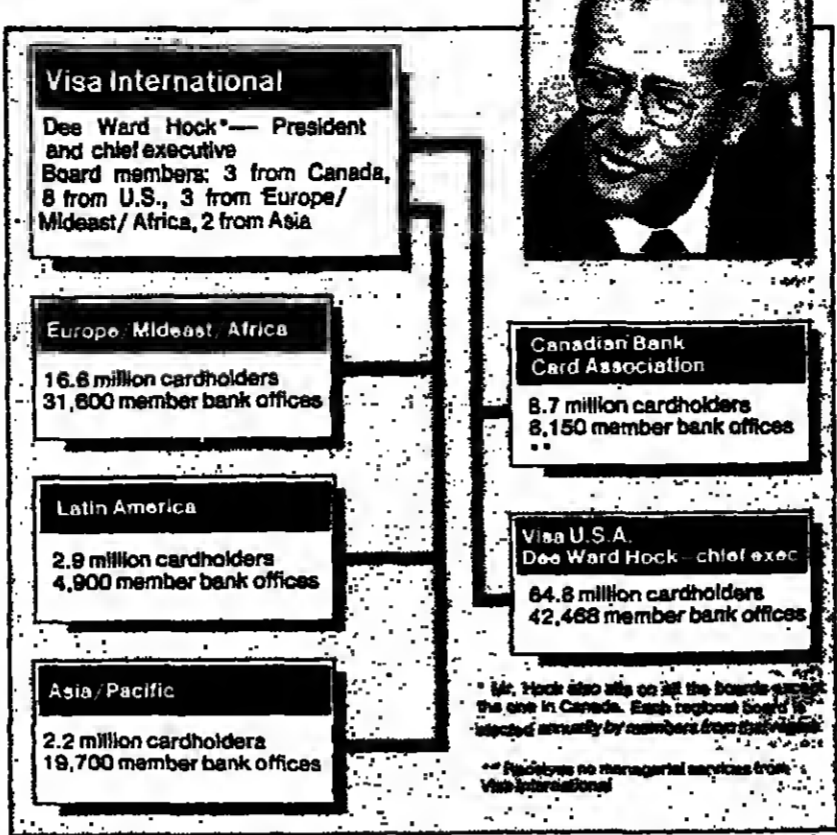 Visa International
Dee Ward Hock*— President
and chief executive
Board members: 3 from Canada,
8 from U.S., 3 from Europe/
Mideast/Africa, 2 from Asia
Europe/Mideast/Africa
16.6 million cardholders
31,600 member bank offices
Latin America
2.9 million cardholders
4,900 member bank offices
Asia/Pacific
2.2 million cardholders
19,700 member bank offices
Canadian Bank
Card Association
8.7 million cardholders
8,150 member bank offices
**
Visa U.S.A.
Dee Ward Hock – chief exec
64.8 million cardholders
42,468 member bank offices
* Mr. Hock also sits on all the boards except
the one in Canada. Each regional board is
elected annually by members from that region.
** Receives no managerial services from
Visa International